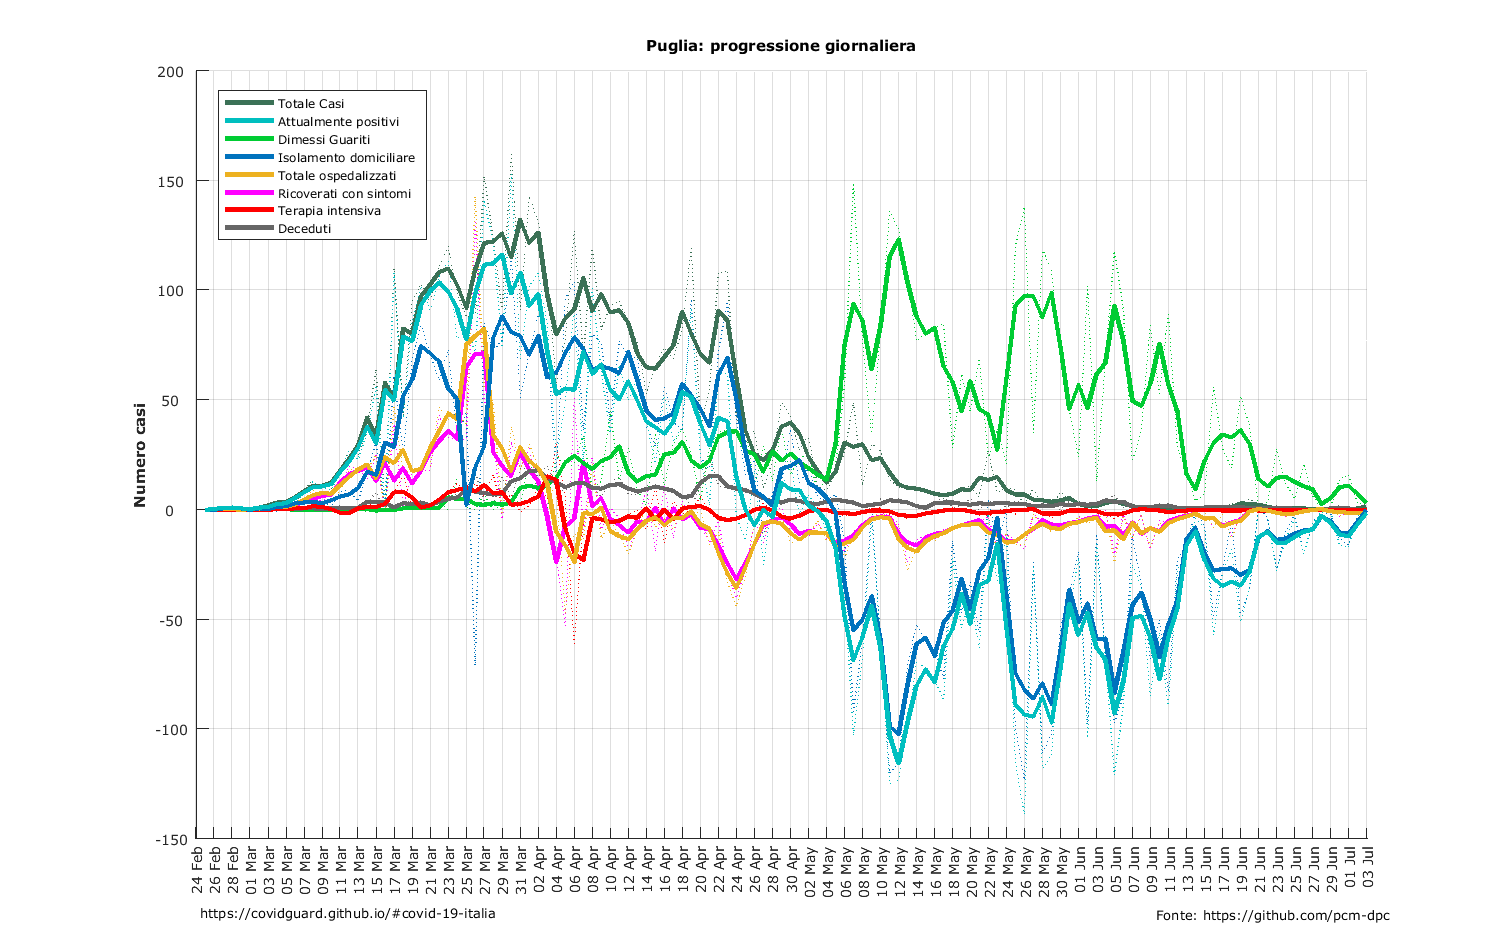 Puglia: progressione giornaliera
Numero casi
200
150
100
50
0
-50
-100
-150
Totale Casi
Attualmente positivi
Dimessi Guariti
Isolamento domiciliare
Totale ospedalizzati
Ricoverati con sintomi
Terapia intensiva
Deceduti
24 Feb
26 Feb
28 Feb
01 Mar
03 Mar
05 Mar
07 Mar
09 Mar
11 Mar
13 Mar
15 Mar
17 Mar
19 Mar
21 Mar
23 Mar
25 Mar
27 Mar
29 Mar
31 Mar
02 Apr
04 Apr
06 Apr
08 Apr
10 Apr
12 Apr
14 Apr
16 Apr
18 Apr
20 Apr
22 Apr
24 Apr
26 Apr
28 Apr
30 Apr
02 May
04 May
06 May
08 May
10 May
12 May
14 May
16 May
18 May
20 May
22 May
24 May
26 May
28 May
30 May
01 Jun
03 Jun
05 Jun
07 Jun
09 Jun
11 Jun
13 Jun
15 Jun
17 Jun
19 Jun
21 Jun
23 Jun
25 Jun
27 Jun
29 Jun
01 Jul
03 Jul
https://covidguard.github.io/#covid-19-italia
Fonte: https://github.com/pcm-dpc